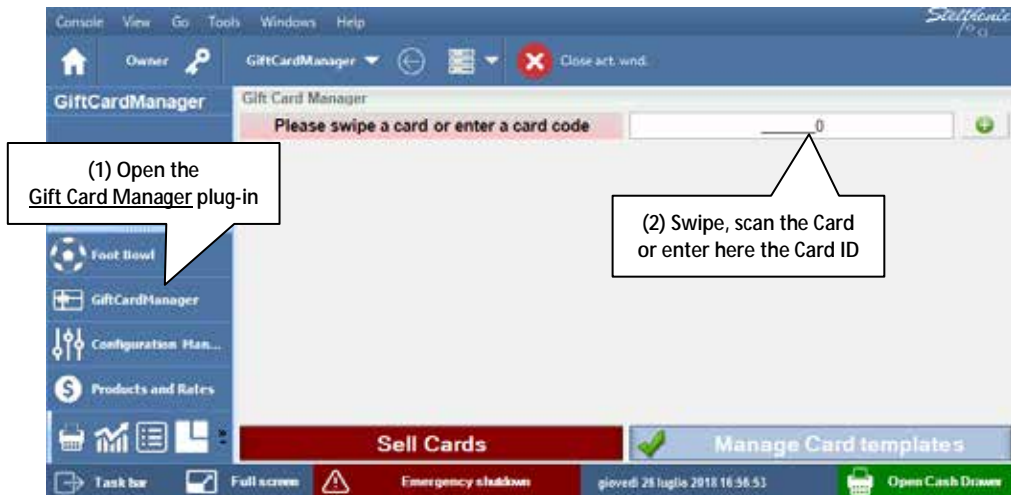 Console View Go Tools Windows Help
Owner GiftCardManager Close act. wnd.
GiftCardManager
Gift Card Manager
Please swipe a card or enter a card code
______0
(1) Open the
Gift Card Manager plug-in
(2) Swipe, scan the Card
or enter here the Card ID
Foot Bowl
GiftCardManager
Configuration Man...
Products and Rates
Sell Cards
Manage Card templates
Task bar
Full screen
Emergency shutdown
giovedì 26 luglio 2018 16:56:53
Open Cash Drawer